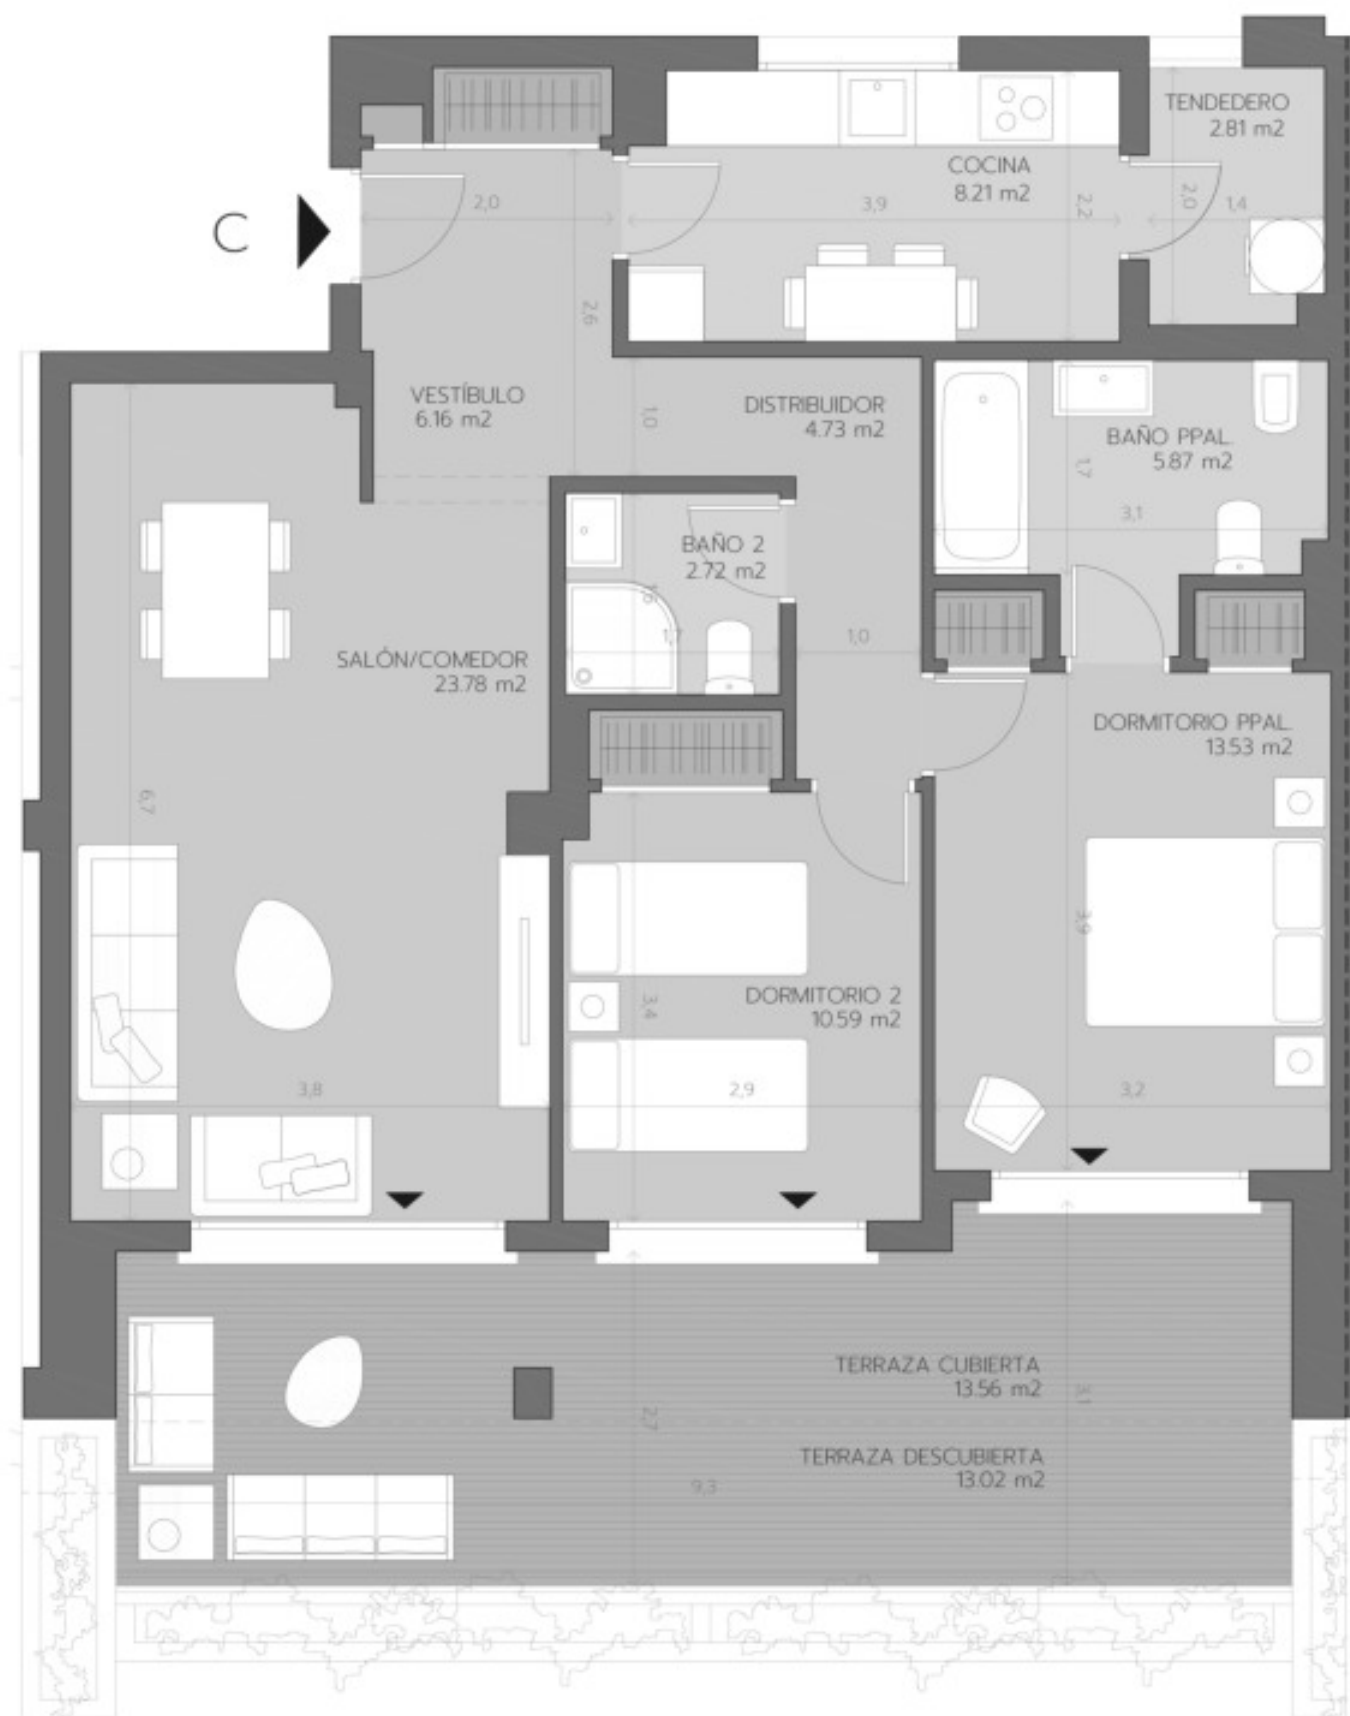 TENDEDERO
2.81 m2
COCINA
8.21 m2
2,0
3,9
2,2
2,0
1,4
C
2,6
VESTÍBULO
6.16 m2
1,0
DISTRIBUIDOR
4.73 m2
BAÑO PPAL.
5.87 m2
1,7
3,1
BAÑO 2
2.72 m2
1,6
1,7
1,0
SALÓN/COMEDOR
23.78 m2
DORMITORIO PPAL.
13.53 m2
6,7
3,9
DORMITORIO 2
10.59 m2
3,4
3,8
2,9
3,2
TERRAZA CUBIERTA
13.56 m2
3,1
2,7
TERRAZA DESCUBIERTA
13.02 m2
9,3